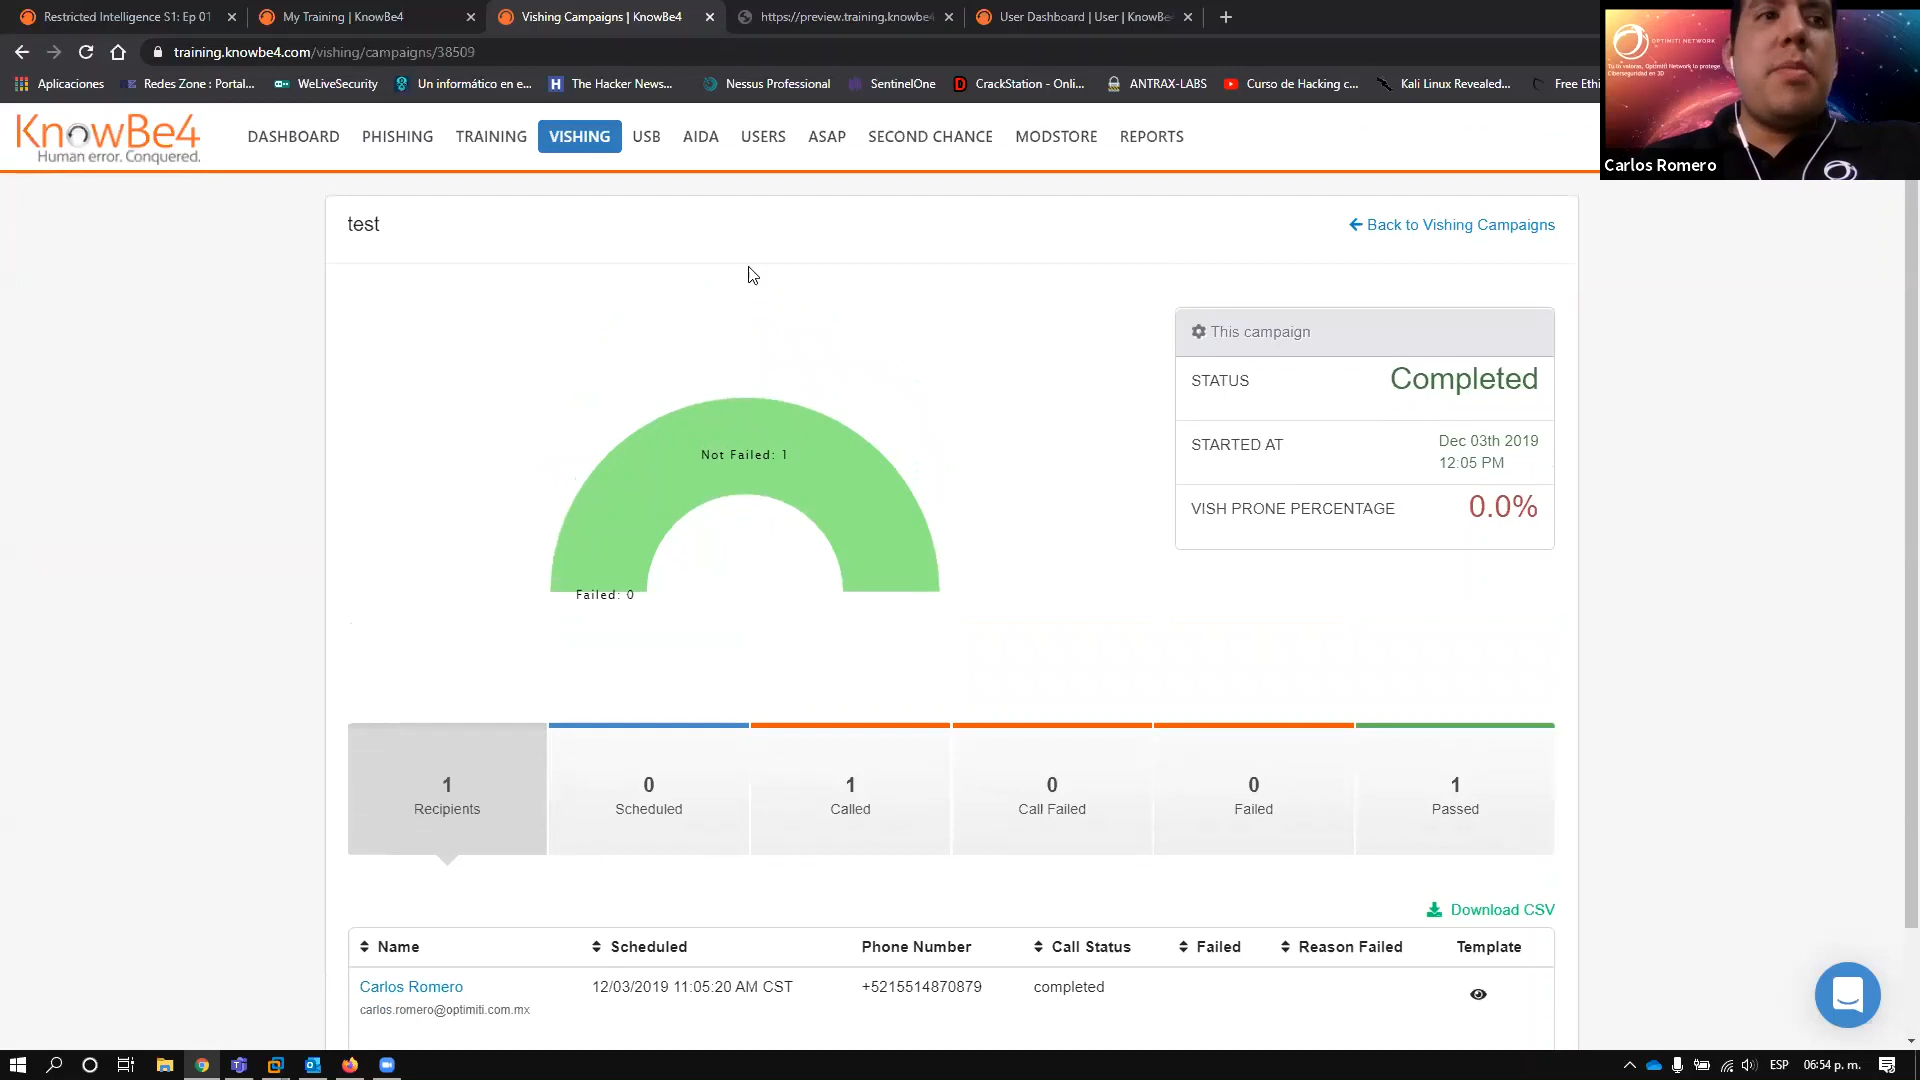 Restricted Intelligence S1: Ep 01
My Training | KnowBe4
Vishing Campaigns | KnowBe4
https://preview.training.knowbe4
User Dashboard | User | KnowBe
training.knowbe4.com/vishing/campaigns/38509
Aplicaciones
Redes Zone : Portal...
WeLiveSecurity
Un informático en e...
The Hacker News...
Nessus Professional
SentinelOne
CrackStation - Onli...
ANTRAX-LABS
Curso de Hacking c...
Kali Linux Revealed...
Free Ethi
OPTIMITI NETWORK
Carlos Romero
KnowBe4
Human error. Conquered.
DASHBOARD
PHISHING
TRAINING
VISHING
USB
AIDA
USERS
ASAP
SECOND CHANCE
MODSTORE
REPORTS
test
Back to Vishing Campaigns
Not Failed: 1
Failed: 0
This campaign
STATUS
Completed
STARTED AT
Dec 03th 2019
12:05 PM
VISH PRONE PERCENTAGE
0.0%
1
Recipients
0
Scheduled
1
Called
0
Call Failed
0
Failed
1
Passed
Download CSV
Name
Scheduled
Phone Number
Call Status
Failed
Reason Failed
Template
Carlos Romero
12/03/2019 11:05:20 AM CST
+5215514870879
completed
carlos.romero@optimiti.com.mx
ESP
06:54 p. m.